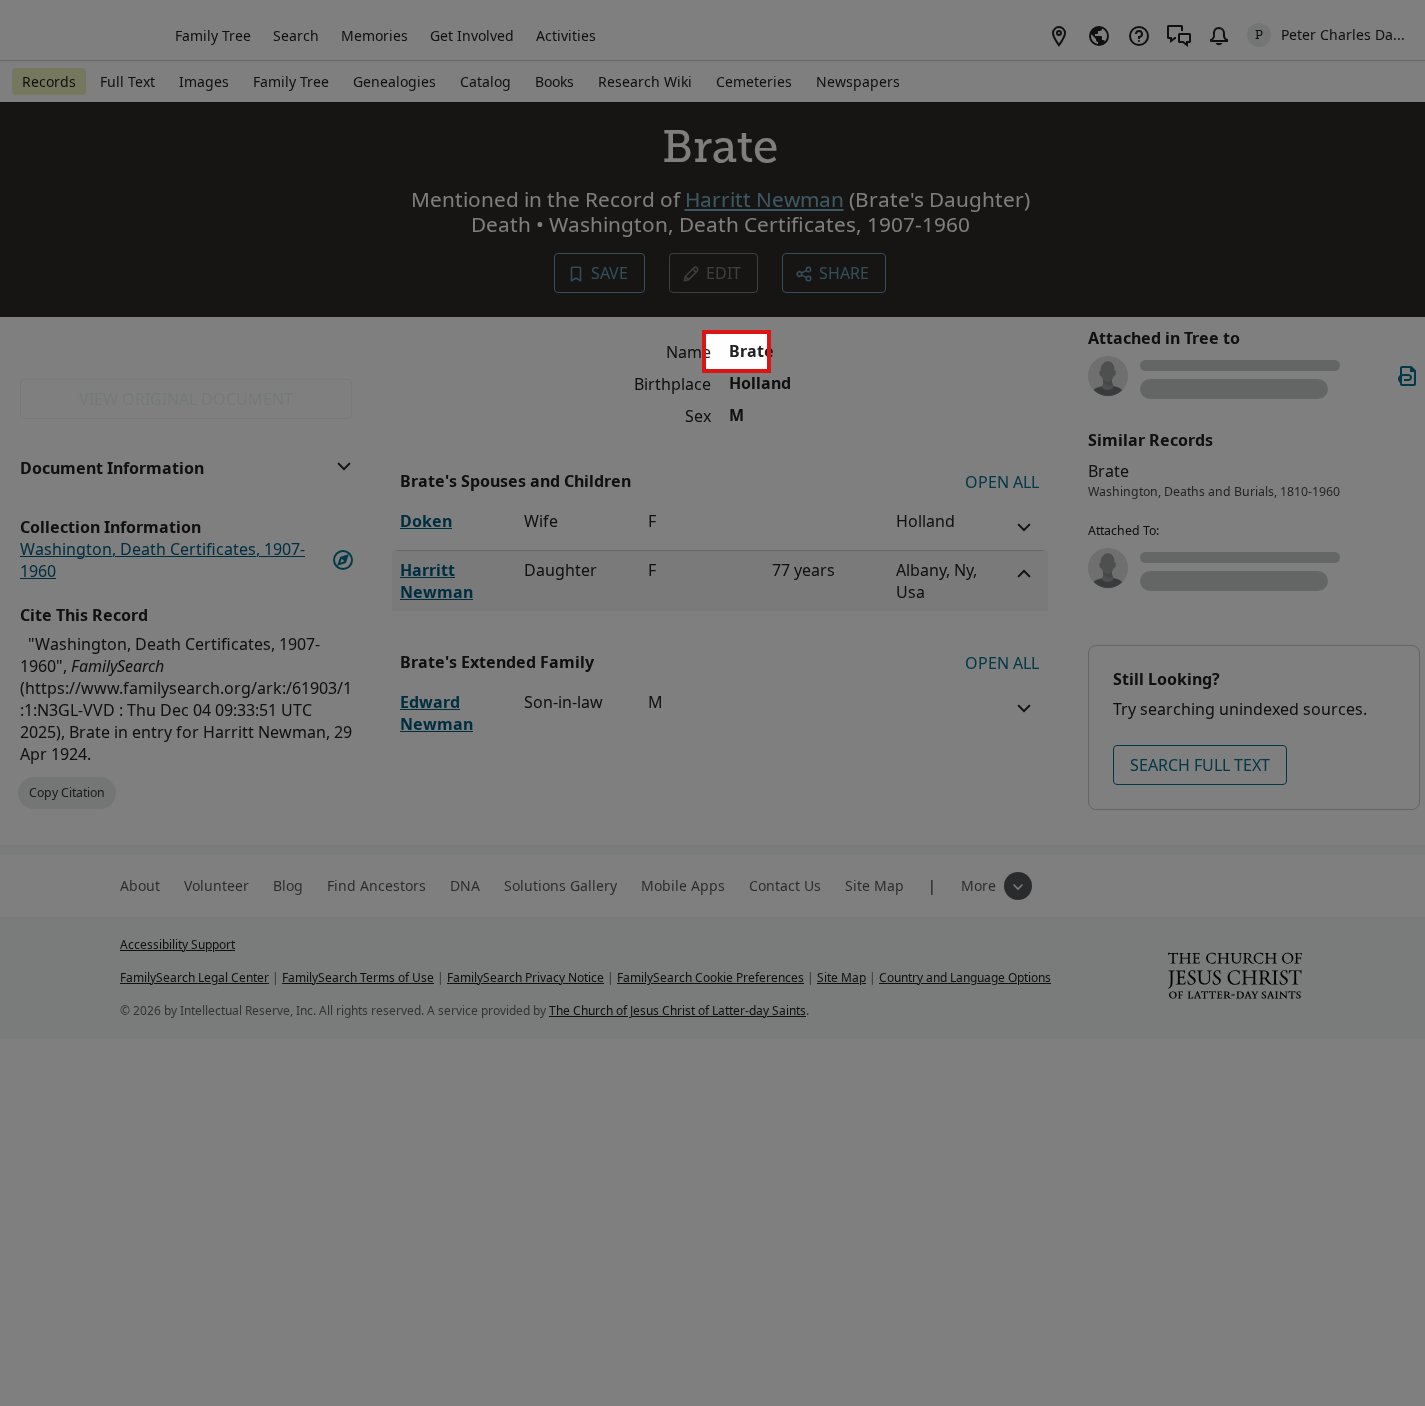 Family Tree Search Memories Get Involved Activities P Peter Charles Da...
Records Full Text Images Family Tree Genealogies Catalog Books Research Wiki Cemeteries Newspapers
Brate
Mentioned in the Record of Harritt Newman (Brate's Daughter)
Death • Washington, Death Certificates, 1907-1960
SAVE EDIT SHARE
VIEW ORIGINAL DOCUMENT
Document Information
Collection Information
Washington, Death Certificates, 1907-
1960
Cite This Record
"Washington, Death Certificates, 1907-
1960", FamilySearch
(https://www.familysearch.org/ark:/61903/1
:1:N3GL-VVD : Thu Dec 04 09:33:51 UTC
2025), Brate in entry for Harritt Newman, 29
Apr 1924.
Copy Citation
Name Brate
Birthplace Holland
Sex M
Brate's Spouses and Children OPEN ALL
Doken Wife F Holland
Harritt Newman Daughter F 77 years Albany, Ny, Usa
Brate's Extended Family OPEN ALL
Edward Newman Son-in-law M
Attached in Tree to
Similar Records
Brate
Washington, Deaths and Burials, 1810-1960
Attached To:
Still Looking?
Try searching unindexed sources.
SEARCH FULL TEXT
About Volunteer Blog Find Ancestors DNA Solutions Gallery Mobile Apps Contact Us Site Map | More
Accessibility Support
FamilySearch Legal Center | FamilySearch Terms of Use | FamilySearch Privacy Notice | FamilySearch Cookie Preferences | Site Map | Country and Language Options
© 2026 by Intellectual Reserve, Inc. All rights reserved. A service provided by The Church of Jesus Christ of Latter-day Saints.
THE CHURCH OF
JESUS CHRIST
OF LATTER-DAY SAINTS